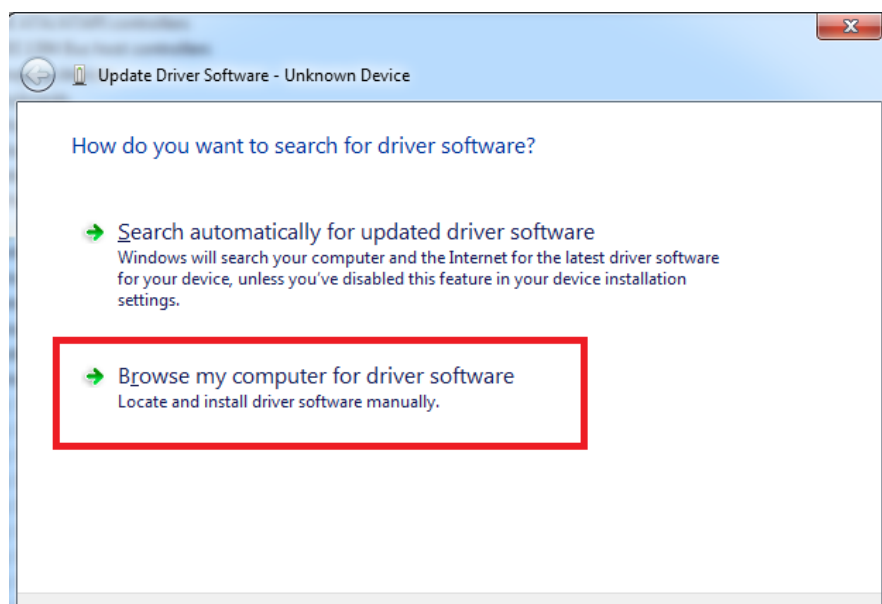 Update Driver Software - Unknown Device
How do you want to search for driver software?
Search automatically for updated driver software
Windows will search your computer and the Internet for the latest driver software
for your device, unless you've disabled this feature in your device installation
settings.
Browse my computer for driver software
Locate and install driver software manually.